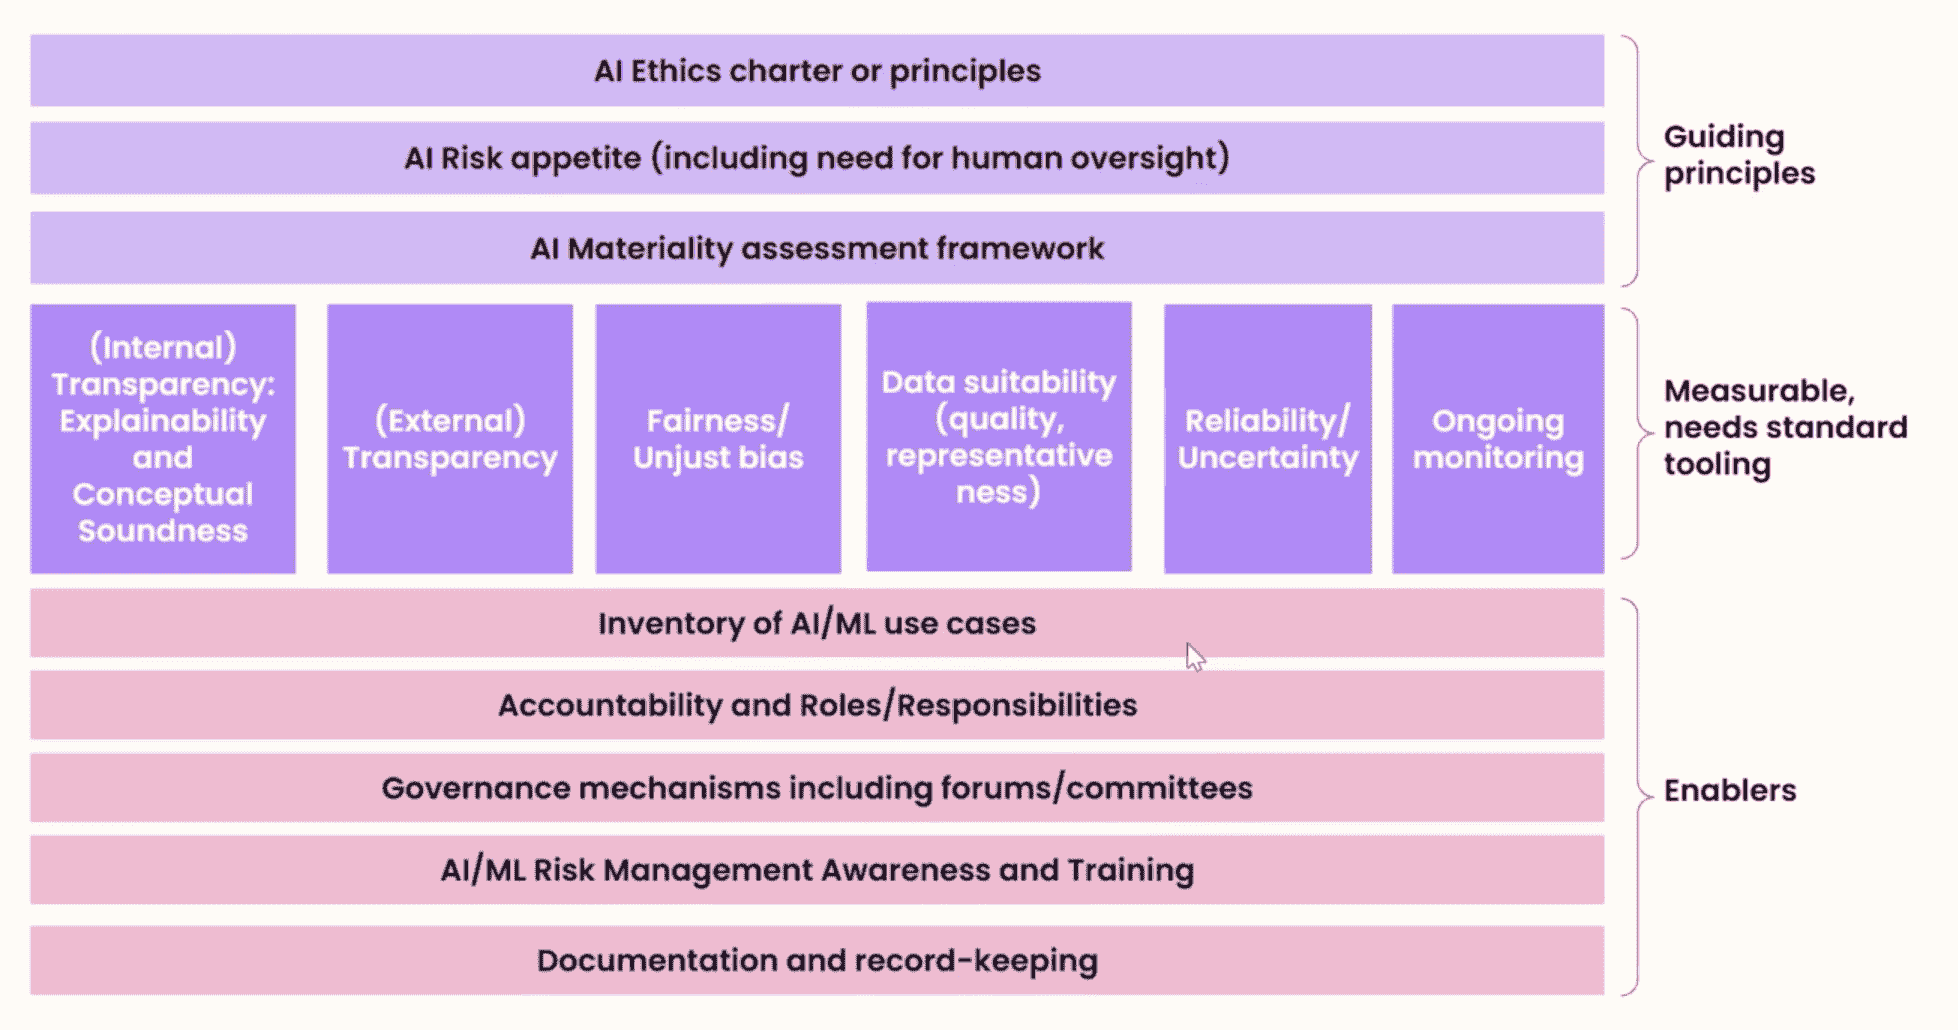 AI Ethics charter or principles
AI Risk appetite (including need for human oversight)
AI Materiality assessment framework
Guiding
principles
(Internal)
Transparency:
Explainability
and
Conceptual
Soundness
(External)
Transparency
Fairness/
Unjust bias
Data suitability
(quality,
representative
ness)
Reliability/
Uncertainty
Ongoing
monitoring
Measurable,
needs standard
tooling
Inventory of AI/ML use cases
Accountability and Roles/Responsibilities
Governance mechanisms including forums/committees
AI/ML Risk Management Awareness and Training
Documentation and record-keeping
Enablers